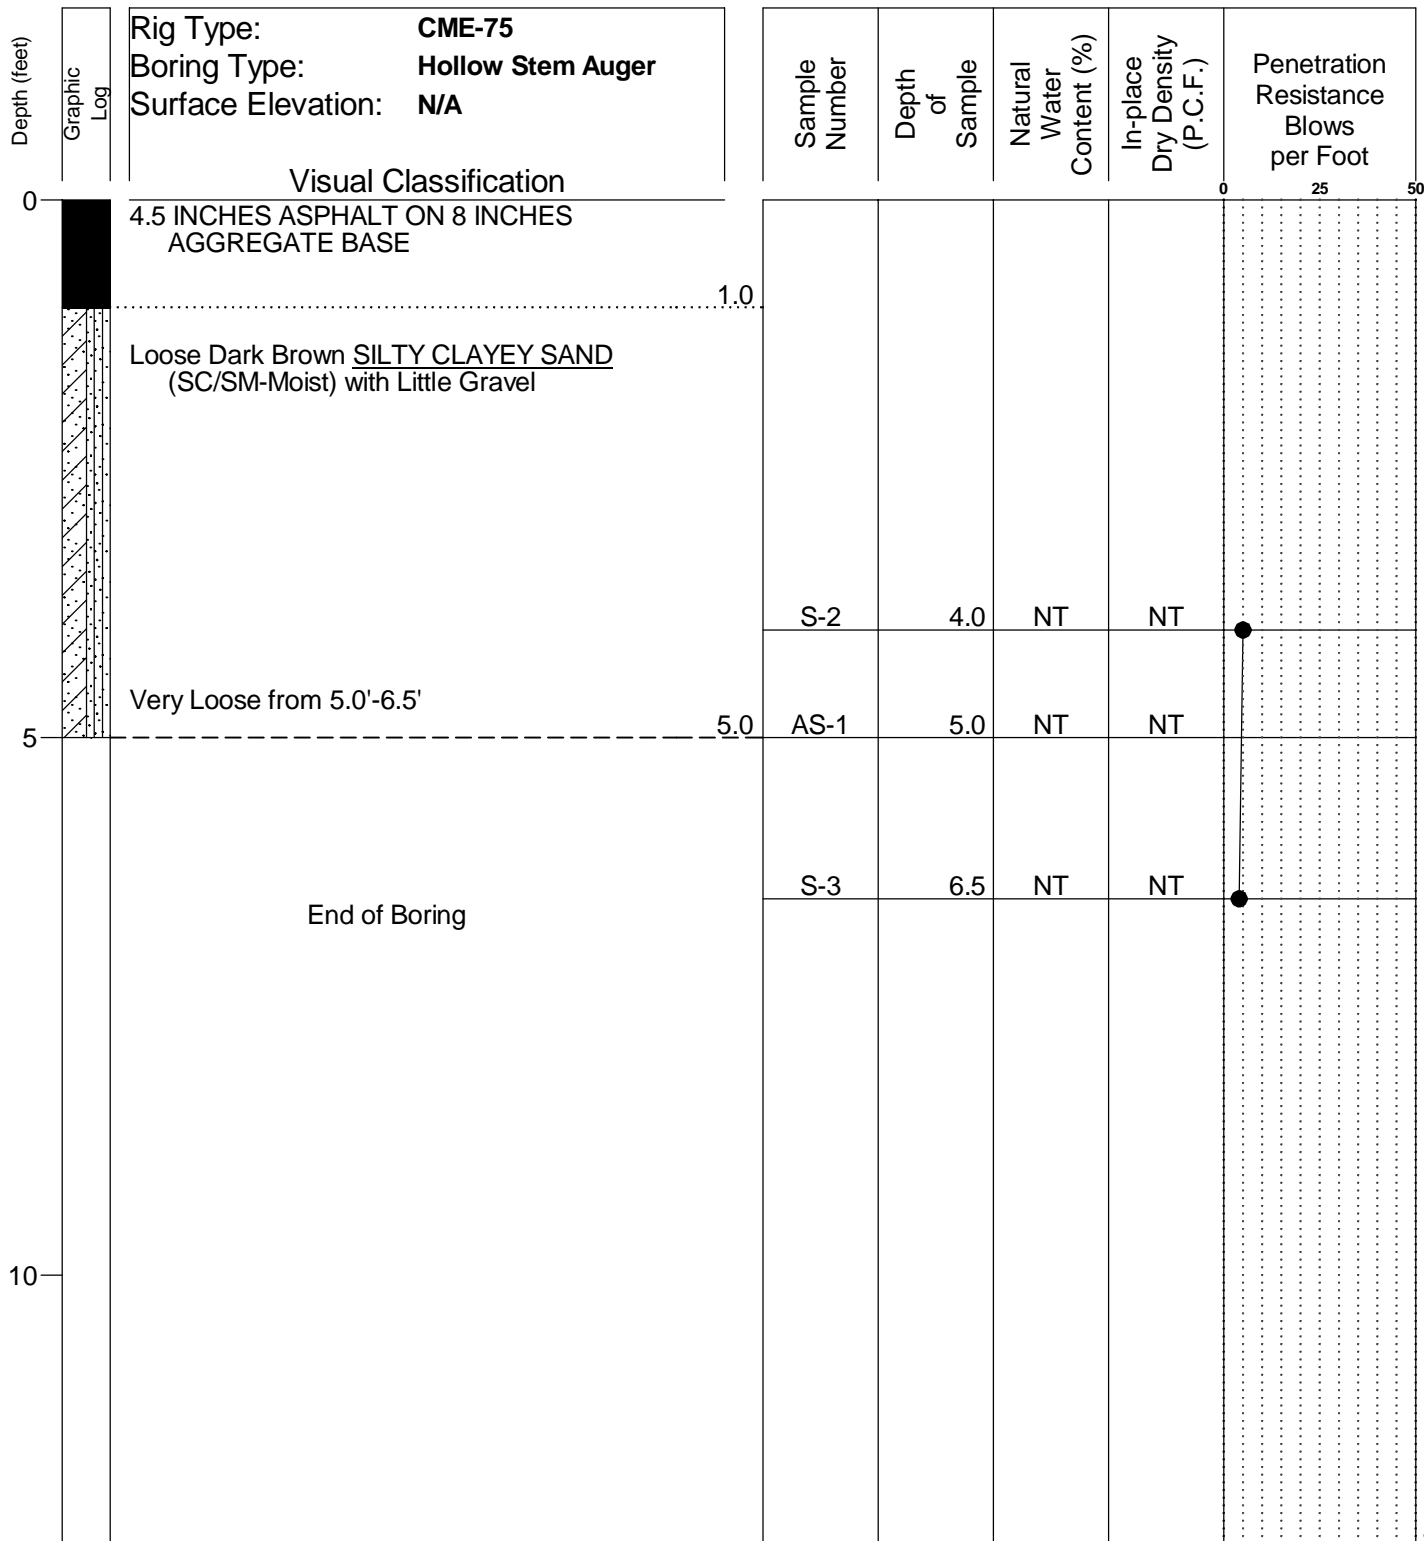 Depth (feet)
Graphic
Log
Rig Type: CME-75
Boring Type: Hollow Stem Auger
Surface Elevation: N/A
Visual Classification
Sample
Number
Depth
of
Sample
Natural
Water
Content (%)
In-place
Dry Density
(P.C.F.)
Penetration
Resistance
Blows
per Foot
0 25 50
0
4.5 INCHES ASPHALT ON 8 INCHES
AGGREGATE BASE
1.0
Loose Dark Brown SILTY CLAYEY SAND
(SC/SM-Moist) with Little Gravel
S-2 4.0 NT NT
Very Loose from 5.0'-6.5'
5 5.0 AS-1 5.0 NT NT
S-3 6.5 NT NT
End of Boring
10